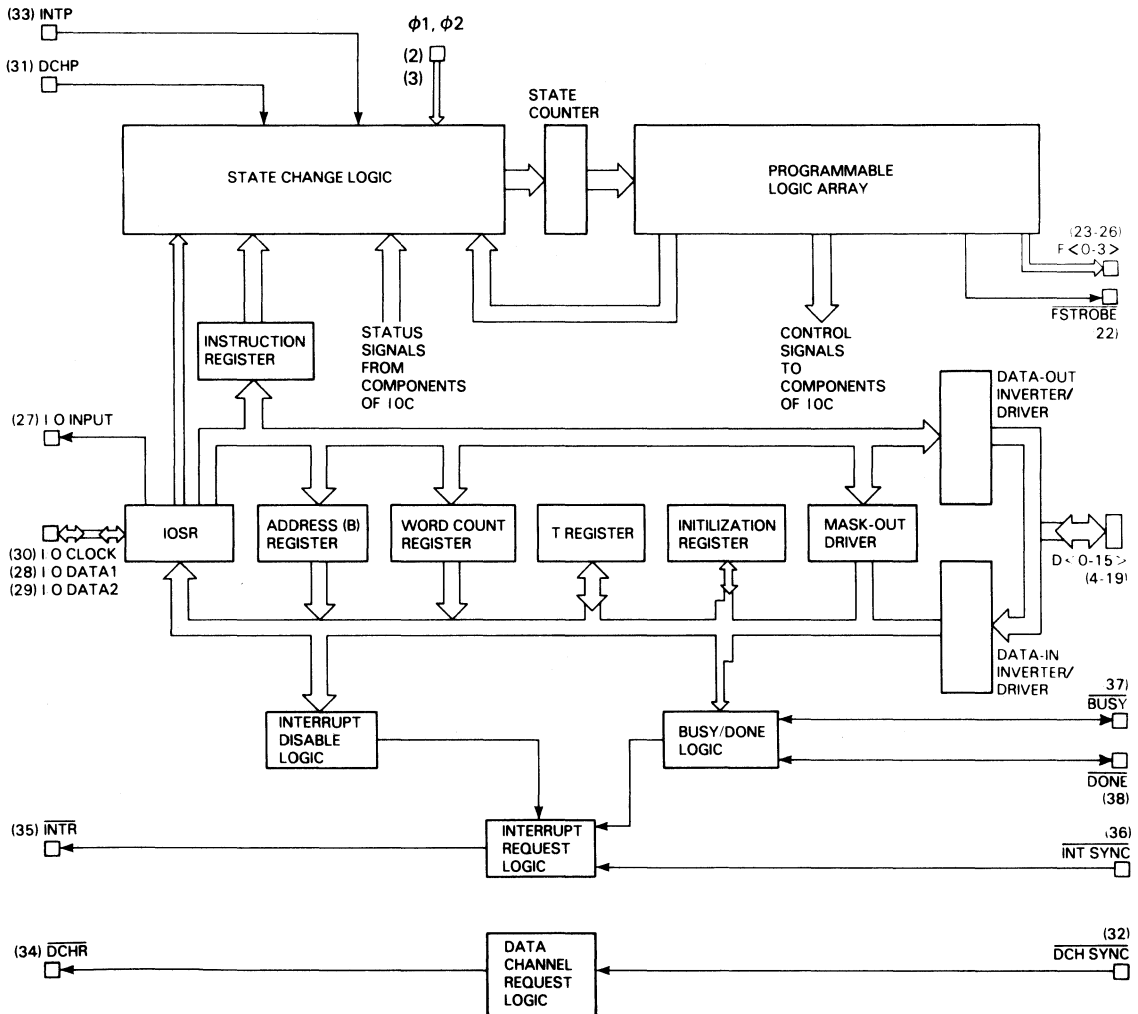 (33) INTP
ϕ1, ϕ2
(2)
(3)
(31) DCHP
STATE
COUNTER
STATE CHANGE LOGIC
PROGRAMMABLE
LOGIC ARRAY
(23-26)
F<0-3>
FSTROBE
22)
INSTRUCTION
REGISTER
STATUS
SIGNALS
FROM
COMPONENTS
OF IOC
CONTROL
SIGNALS
TO
COMPONENTS
OF IOC
DATA-OUT
INVERTER/
DRIVER
(27) I O INPUT
IOSR
ADDRESS (B)
REGISTER
WORD COUNT
REGISTER
T REGISTER
INITILIZATION
REGISTER
MASK-OUT
DRIVER
(30) I O CLOCK
(28) I O DATA1
(29) I O DATA2
D<0-15>
(4-19)
DATA-IN
INVERTER/
DRIVER
37)
BUSY
INTERRUPT
DISABLE
LOGIC
BUSY/DONE
LOGIC
DONE
(38)
(35) INTR
INTERRUPT
REQUEST
LOGIC
(36)
INT SYNC
(34) DCHR
DATA
CHANNEL
REQUEST
LOGIC
(32)
DCH SYNC